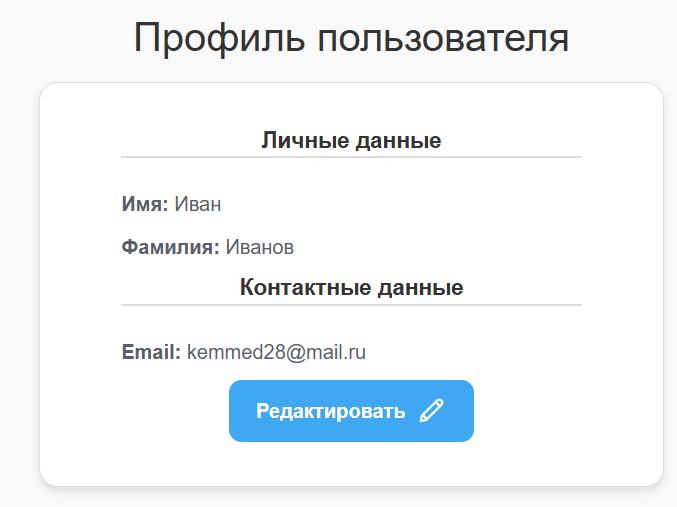 Профиль пользователя
Личные данные
Имя: Иван
Фамилия: Иванов
Контактные данные
Email: kemmed28@mail.ru
Редактировать